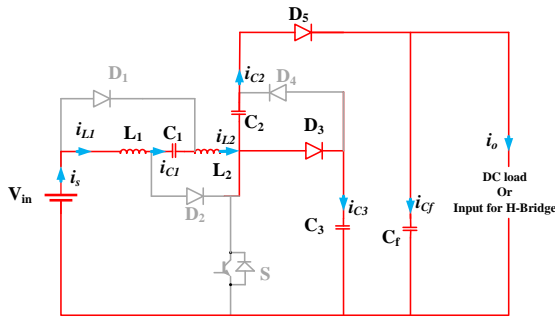 D5
D1
iC2
D4
iL1
L1
C1
iL2
C2
D3
io
iC1
L2
is
Vin
D2
DC load
Or
Input for H-Bridge
C3
iC3
Cf
iCf
S